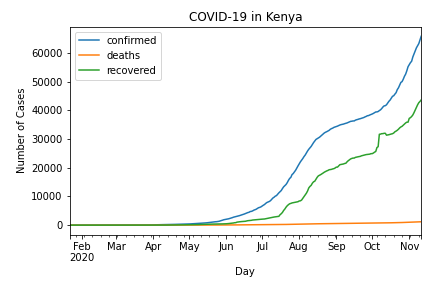 COVID-19 in Kenya
confirmed
deaths
recovered
Number of Cases
60000
50000
40000
30000
20000
10000
0
Feb Mar Apr May Jun Jul Aug Sep Oct Nov
2020
Day